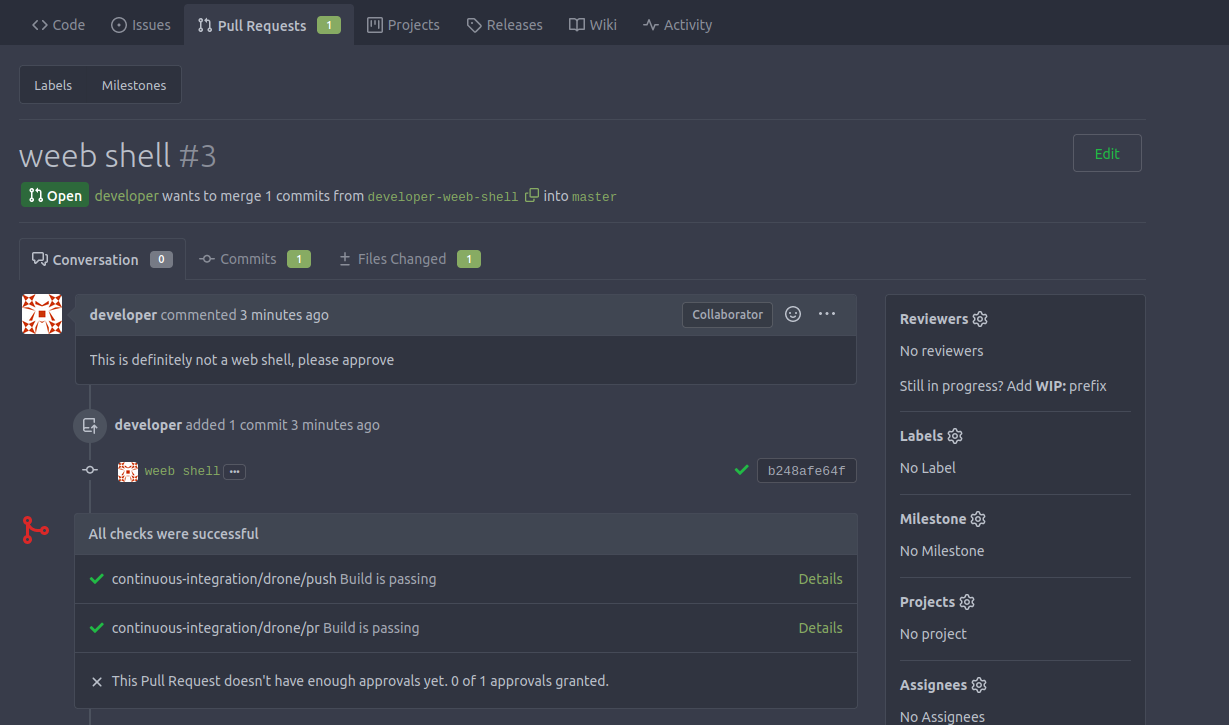 Code Issues Pull Requests 1 Projects Releases Wiki Activity
Labels Milestones
weeb shell #3 Edit
Open developer wants to merge 1 commits from developer-weeb-shell into master
Conversation 0 Commits 1 Files Changed 1
developer commented 3 minutes ago Collaborator ...
This is definitely not a web shell, please approve
developer added 1 commit 3 minutes ago
weeb shell ... b248afe64f
All checks were successful
continuous-integration/drone/push Build is passing Details
continuous-integration/drone/pr Build is passing Details
This Pull Request doesn't have enough approvals yet. 0 of 1 approvals granted.
Reviewers
No reviewers
Still in progress? Add WIP: prefix
Labels
No Label
Milestone
No Milestone
Projects
No project
Assignees
No Assignees